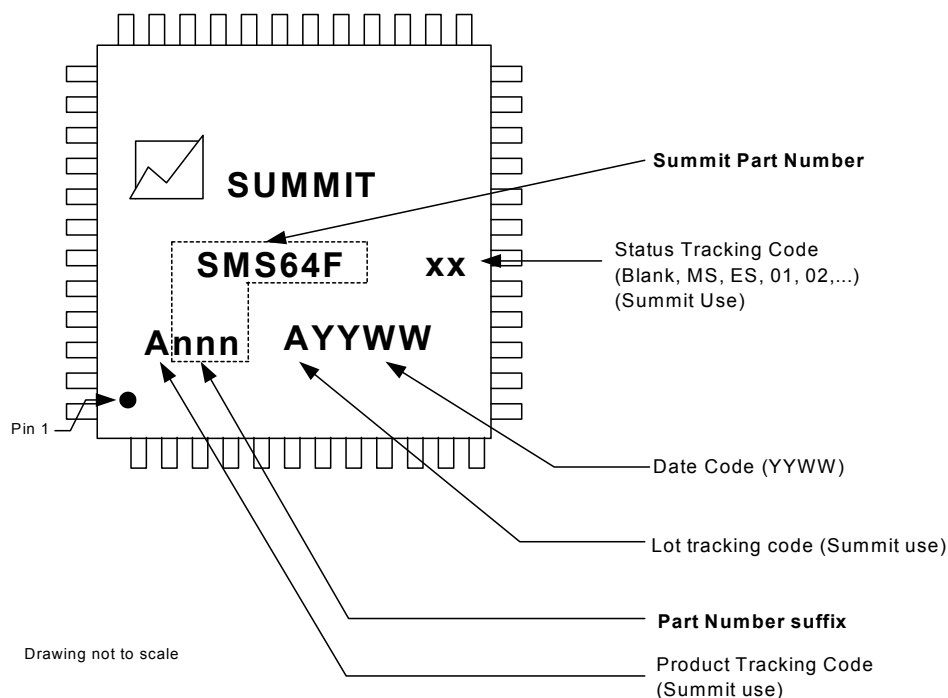 SUMMIT
SMS64F
xx
Annn
AYYWW
Pin 1
Summit Part Number
Status Tracking Code
(Blank, MS, ES, 01, 02,...)
(Summit Use)
Date Code (YYWW)
Lot tracking code (Summit use)
Part Number suffix
Product Tracking Code
(Summit use)
Drawing not to scale